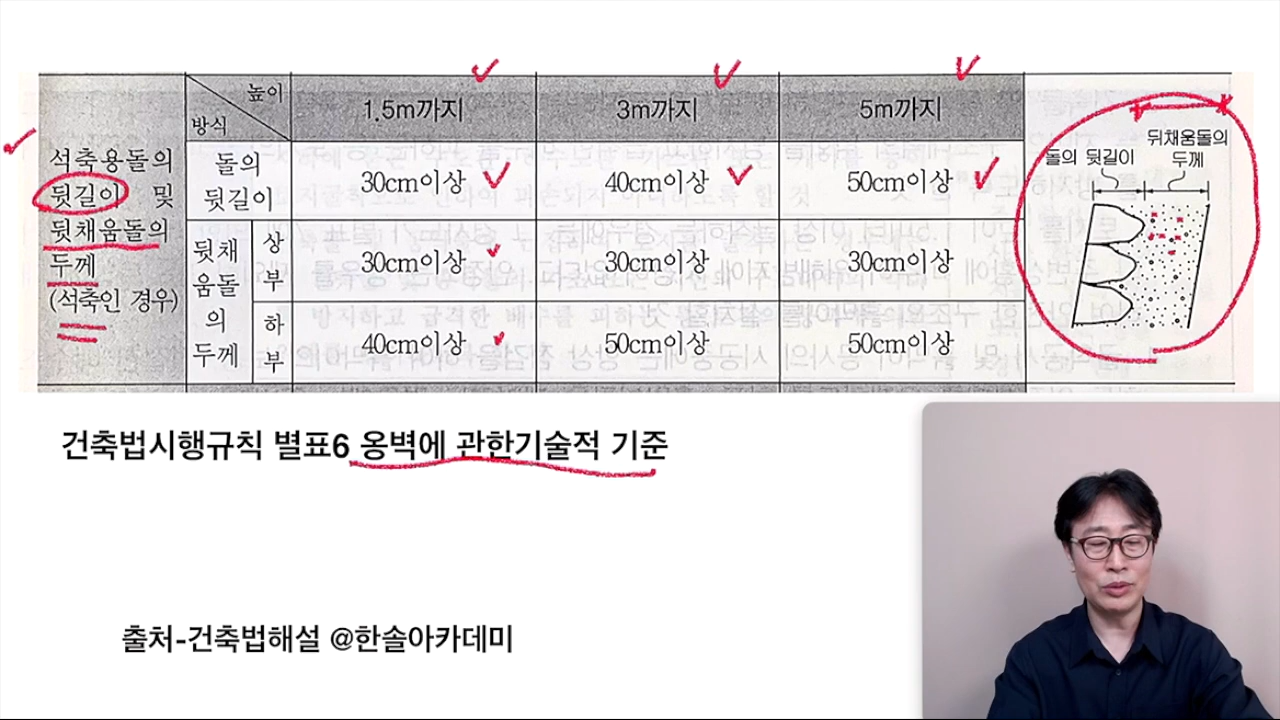 높이
방식
1.5m까지
3m까지
5m까지
석축용돌의
뒷길이 및
뒷채움돌의
두께
(석축인 경우)
돌의
뒷길이
30cm이상
40cm이상
50cm이상
뒷채
움돌
의
두께
상
부
30cm이상
30cm이상
30cm이상
하
부
40cm이상
50cm이상
50cm이상
돌의 뒷길이
뒤채움돌의
두께
건축법시행규칙 별표6 옹벽에 관한기술적 기준
출처-건축법해설 @한솔아카데미